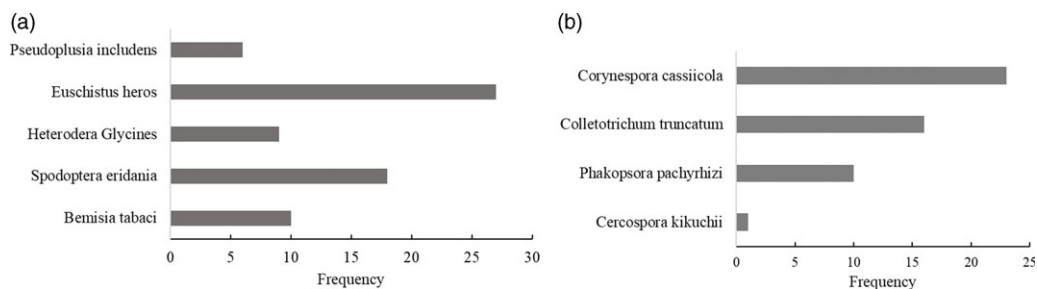 (a)
Pseudoplusia includens
Euschistus heros
Heterodera Glycines
Spodoptera eridania
Bemisia tabaci
0 5 10 15 20 25 30
Frequency
(b)
Corynespora cassiicola
Colletotrichum truncatum
Phakopsora pachyrhizi
Cercospora kikuchii
0 5 10 15 20 25
Frequency